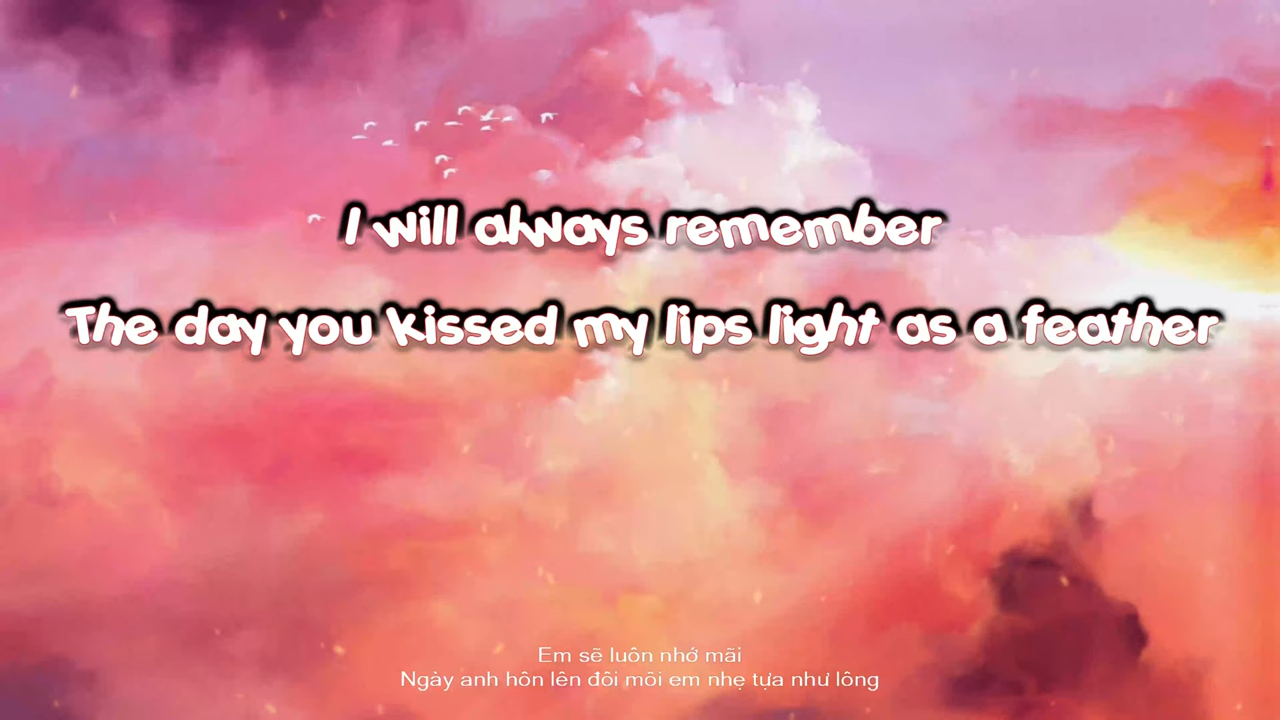 I will always remember
The day you kissed my lips light as a feather
Em sẽ luôn nhớ mãi
Ngày anh hôn lên đôi môi em nhẹ tựa như lông